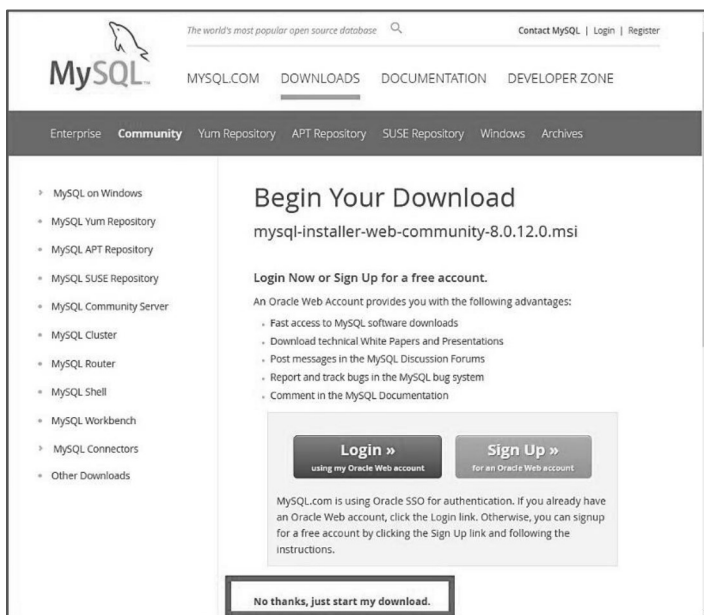 The world's most popular open source database
Contact MySQL | Login | Register
MySQL™
MYSQL.COM DOWNLOADS DOCUMENTATION DEVELOPER ZONE
Enterprise Community Yum Repository APT Repository SUSE Repository Windows Archives
MySQL on Windows
MySQL Yum Repository
MySQL APT Repository
MySQL SUSE Repository
MySQL Community Server
MySQL Cluster
MySQL Router
MySQL Shell
MySQL Workbench
MySQL Connectors
Other Downloads
Begin Your Download
mysql-installer-web-community-8.0.12.0.msi
Login Now or Sign Up for a free account.
An Oracle Web Account provides you with the following advantages:
Fast access to MySQL software downloads
Download technical White Papers and Presentations
Post messages in the MySQL Discussion Forums
Report and track bugs in the MySQL bug system
Comment in the MySQL Documentation
Login »
using my Oracle Web account
Sign Up »
for an Oracle Web account
MySQL.com is using Oracle SSO for authentication. If you already have
an Oracle Web account, click the Login link. Otherwise, you can signup
for a free account by clicking the Sign Up link and following the
instructions.
No thanks, just start my download.